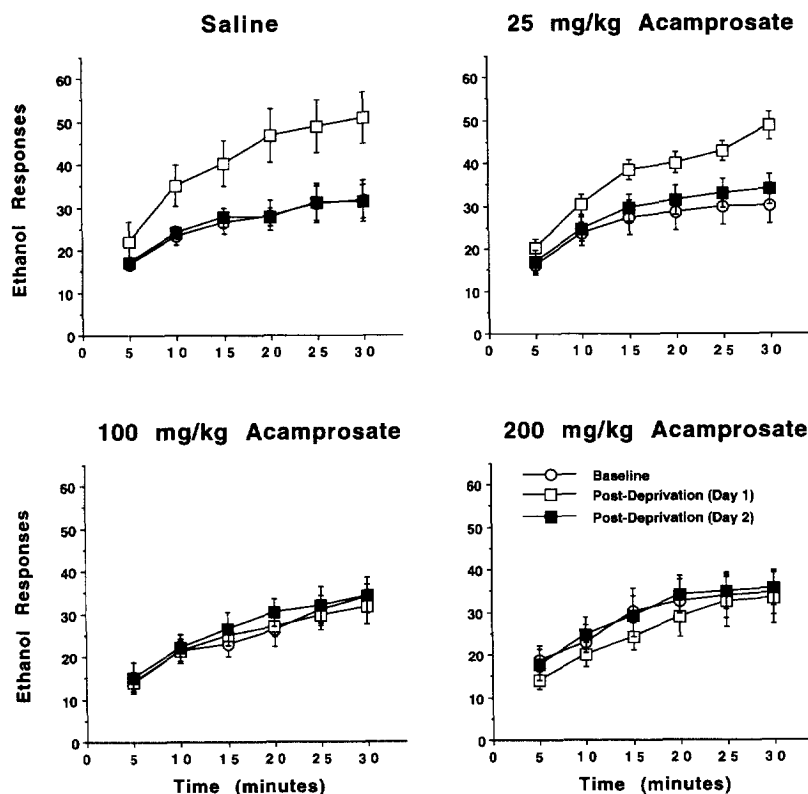 Saline
Ethanol Responses
60
50
40
30
20
10
0
0 5 10 15 20 25 30
25 mg/kg Acamprosate
60
50
40
30
20
10
0
0 5 10 15 20 25 30
100 mg/kg Acamprosate
Ethanol Responses
60
50
40
30
20
10
0
0 5 10 15 20 25 30
Time (minutes)
200 mg/kg Acamprosate
Baseline
Post-Deprivation (Day 1)
Post-Deprivation (Day 2)
60
50
40
30
20
10
0
0 5 10 15 20 25 30
Time (minutes)